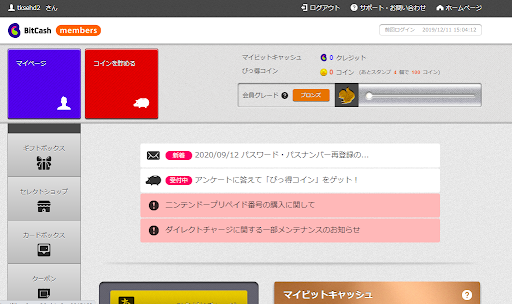 tksehd2 さん
ログアウト
サポート・お問い合わせ
ホームページ
BitCash members
前回ログイン 2019/12/11 15:04:12
マイページ
コインを貯める
マイビットキャッシュ 0 クレジット
びっ得コイン 0 コイン (あとスタンプ 4 個で 100 コイン)
会員グレード ? ブロンズ
ギフトボックス
セレクトショップ
カードボックス
クーポン
新着 2020/09/12 パスワード・パスナンバー再登録の...
受付中 アンケートに答えて「びっ得コイン」をゲット！
ニンテンドープリペイド番号の購入に関して
ダイレクトチャージに関する一部メンテナンスのお知らせ
マイビットキャッシュ ?